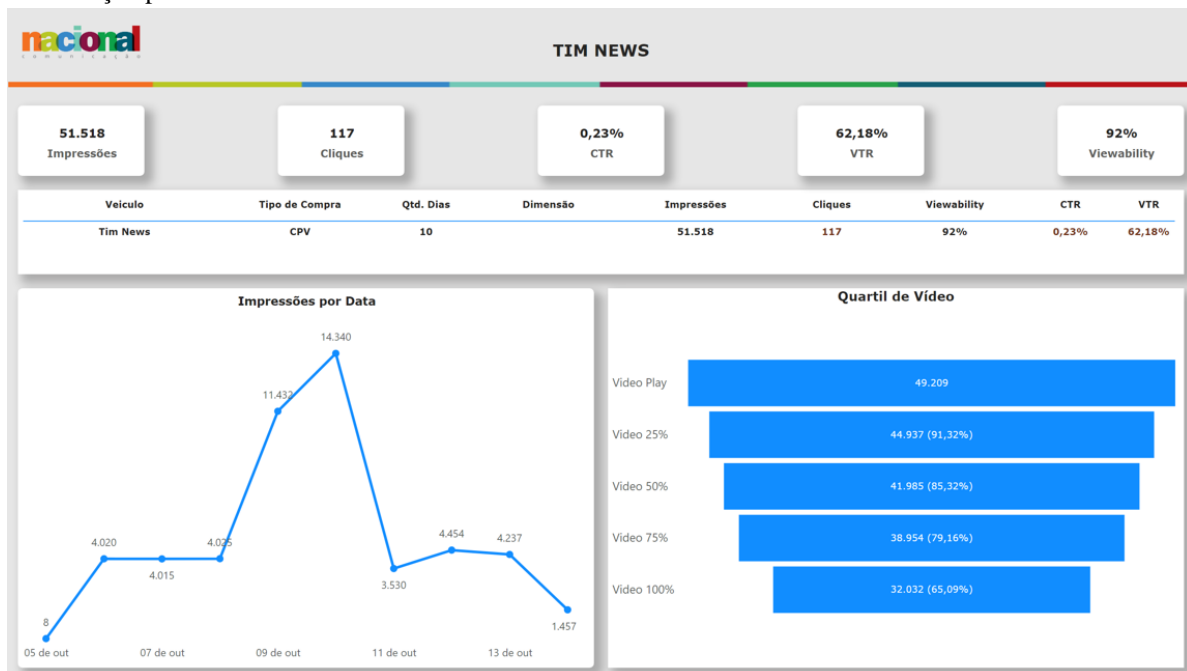 nacional
comunicação
TIM NEWS
51.518
Impressões
117
Cliques
0,23%
CTR
62,18%
VTR
92%
Viewability
Veiculo Tipo de Compra Qtd. Dias Dimensão Impressões Cliques Viewability CTR VTR
Tim News CPV 10 51.518 117 92% 0,23% 62,18%
Impressões por Data
14.340
11.432
4.020
4.015
4.025
3.530
4.454
4.237
1.457
8
05 de out 07 de out 09 de out 11 de out 13 de out
Quartil de Vídeo
Video Play 49.209
Video 25% 44.937 (91,32%)
Video 50% 41.985 (85,32%)
Video 75% 38.954 (79,16%)
Video 100% 32.032 (65,09%)